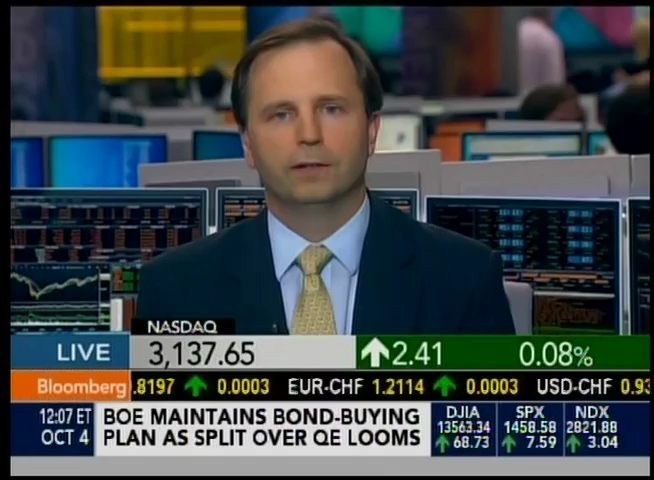 NASDAQ
LIVE 3,137.65 2.41 0.08%
Bloomberg .8197 0.0003 EUR-CHF 1.2114 0.0003 USD-CHF 0.93
12:07 ET BOE MAINTAINS BOND-BUYING DJIA SPX NDX
OCT 4 PLAN AS SPLIT OVER QE LOOMS 13563.34 1458.58 2821.88
68.73 7.59 3.04